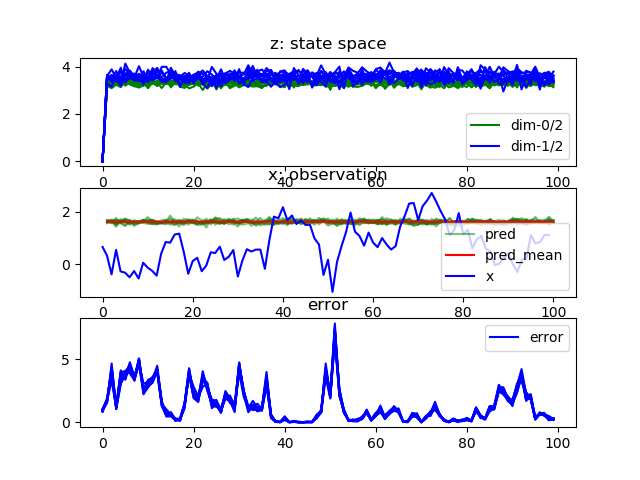 z: state space
4
2
0
dim-0/2
dim-1/2
0 20 40 60 80 100
x: observation
2
0
pred
pred_mean
x
0 20 40 60 80 100
error
5
0
error
0 20 40 60 80 100